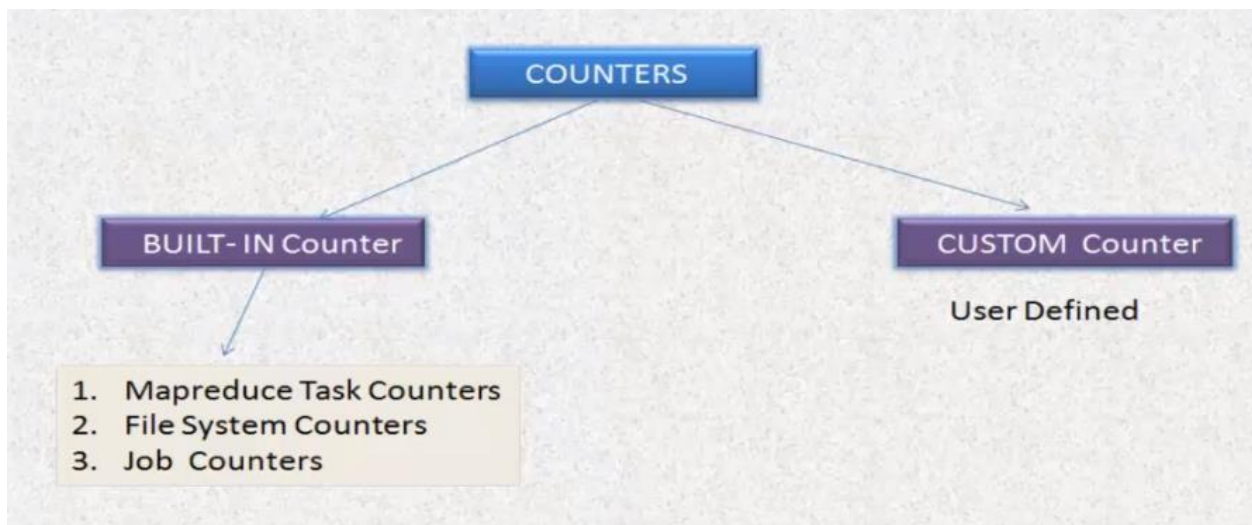 COUNTERS
BUILT- IN Counter
CUSTOM Counter
User Defined
1. Mapreduce Task Counters
2. File System Counters
3. Job Counters